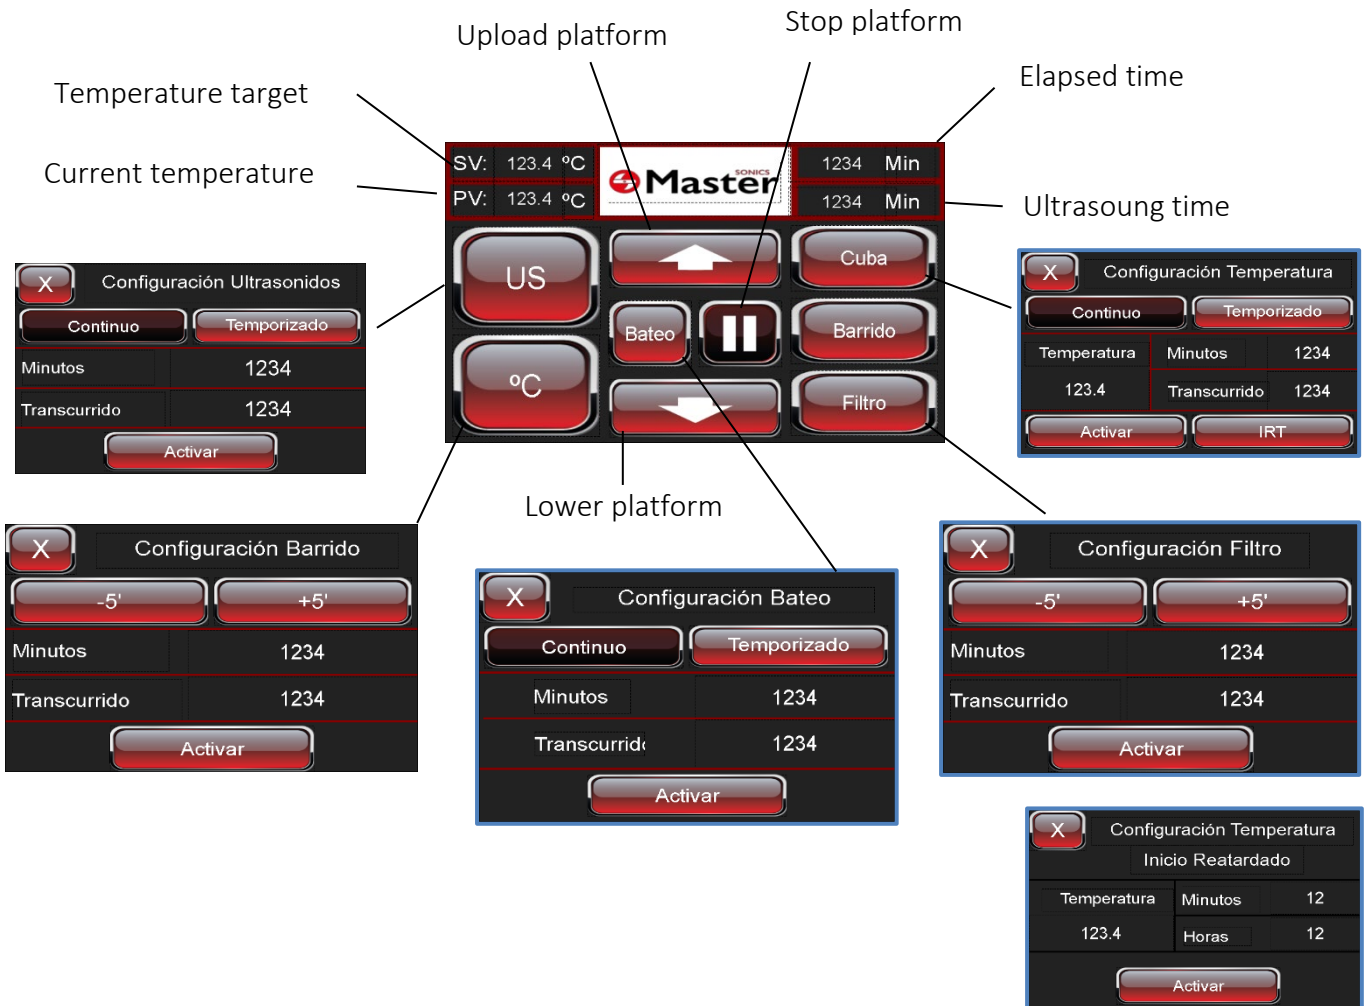 Upload platform
Stop platform
Temperature target
Elapsed time
Current temperature
Ultrasoung time
SV: 123.4 ºC
PV: 123.4 ºC
Master SONICS
1234 Min
1234 Min
US
Cuba
Bateo
Barrido
ºC
Filtro
Lower platform
X Configuración Ultrasonidos
Continuo Temporizado
Minutos 1234
Transcurrido 1234
Activar
X Configuración Temperatura
Continuo Temporizado
Temperatura Minutos 1234
123.4 Transcurrido 1234
Activar IRT
X Configuración Barrido
-5' +5'
Minutos 1234
Transcurrido 1234
Activar
X Configuración Bateo
Continuo Temporizado
Minutos 1234
Transcurrido 1234
Activar
X Configuración Filtro
-5' +5'
Minutos 1234
Transcurrido 1234
Activar
X Configuración Temperatura
Inicio Reatardado
Temperatura Minutos 12
123.4 Horas 12
Activar